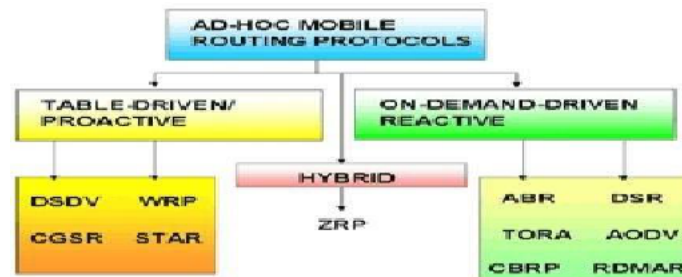 AD-HOC MOBILE
ROUTING PROTOCOLS
TABLE-DRIVEN/
PROACTIVE
ON-DEMAND-DRIVEN
REACTIVE
HYBRID
DSDV WRP
CGSR STAR
ZRP
ABR DSR
TORA AODV
CBRP RDMAR